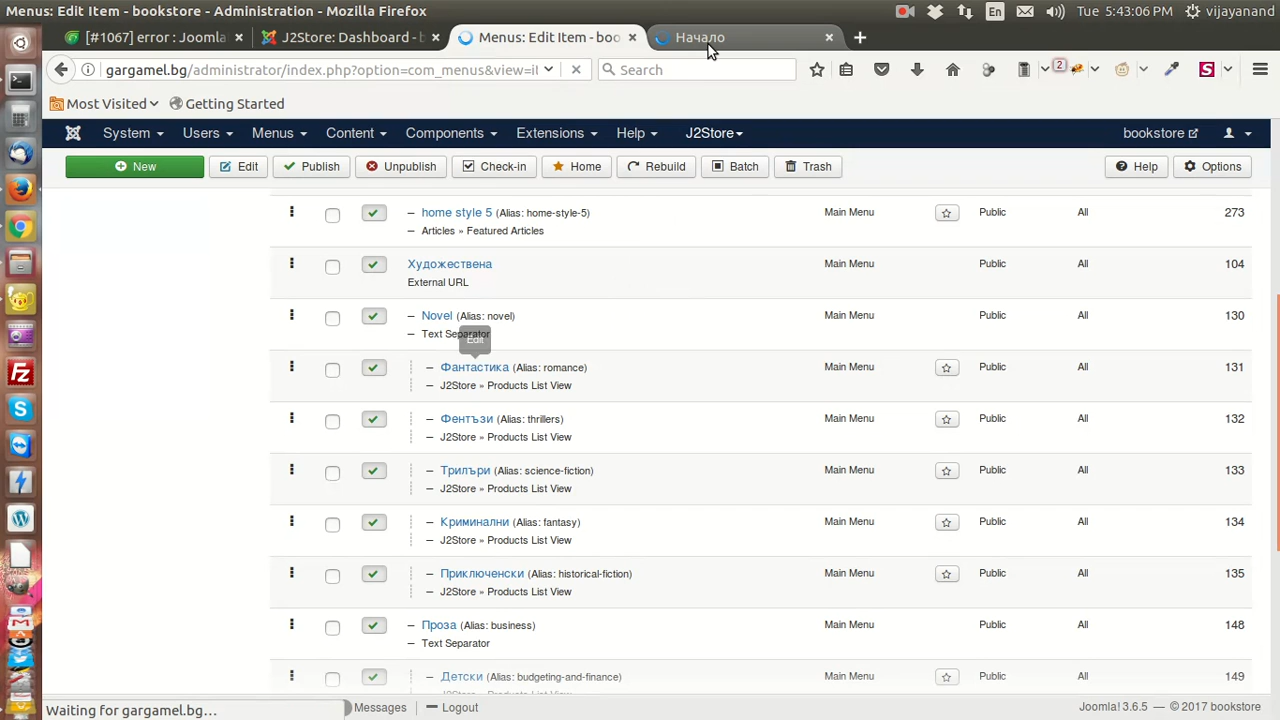 Menus: Edit Item - bookstore - Administration - Mozilla Firefox
En
Tue 5:43:06 PM
vijayanand
[#1067] error : Jooml
J2Store: Dashboard - b
Menus: Edit Item - boo
Начало
gargamel.bg/administrator/index.php?option=com_menus&view=i
Search
2
S
Most Visited
Getting Started
System
Users
Menus
Content
Components
Extensions
Help
J2Store
bookstore
New
Edit
Publish
Unpublish
Check-in
Home
Rebuild
Batch
Trash
Help
Options
– home style 5 (Alias: home-style-5)
Main Menu
Public
All
273
– Articles » Featured Articles
Художествена
Main Menu
Public
All
104
External URL
– Novel (Alias: novel)
Main Menu
Public
All
130
– Text Separator
Edit
– Фантастика (Alias: romance)
Main Menu
Public
All
131
– J2Store » Products List View
– Фентъзи (Alias: thrillers)
Main Menu
Public
All
132
– J2Store » Products List View
– Трилъри (Alias: science-fiction)
Main Menu
Public
All
133
– J2Store » Products List View
– Криминални (Alias: fantasy)
Main Menu
Public
All
134
– J2Store » Products List View
– Приключенски (Alias: historical-fiction)
Main Menu
Public
All
135
– J2Store » Products List View
– Проза (Alias: business)
Main Menu
Public
All
148
– Text Separator
– Детски (Alias: budgeting-and-finance)
Main Menu
Public
All
149
– J2Store » Products List View
Waiting for gargamel.bg...
Messages
– Logout
Joomla! 3.6.5 — © 2017 bookstore